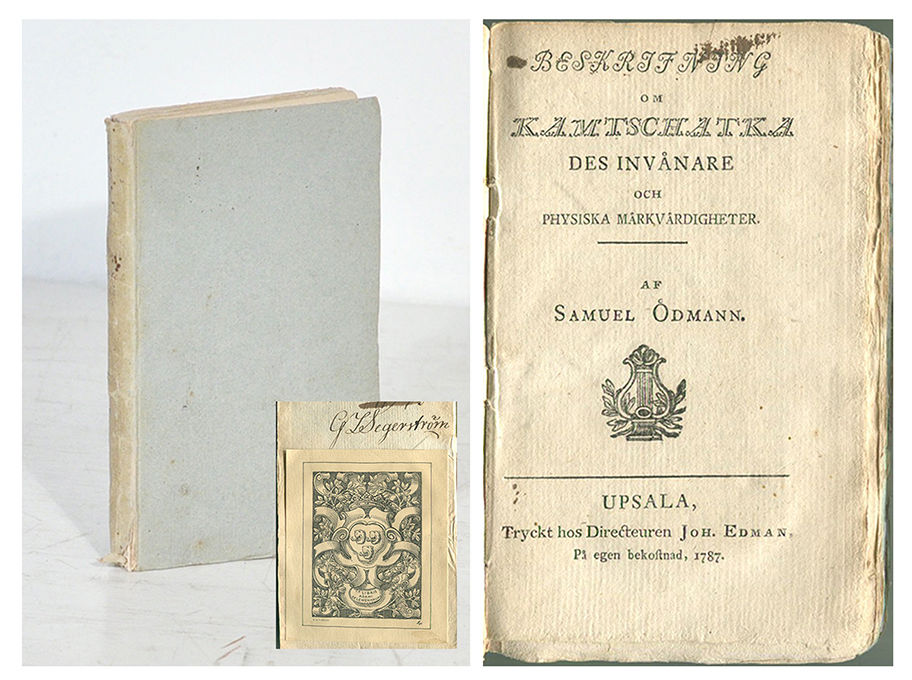 G Z Segerström
EXLIBRIS
BESKRIFNING
OM
KAMTSCHATKA
DES INVÅNARE
OCH
PHYSISKA MÄRKVÄRDIGHETER.
AF
SAMUEL ÖDMANN.
UPSALA,
Tryckt hos Directeuren JOH. EDMAN,
På egen bekoſtnad, 1787.